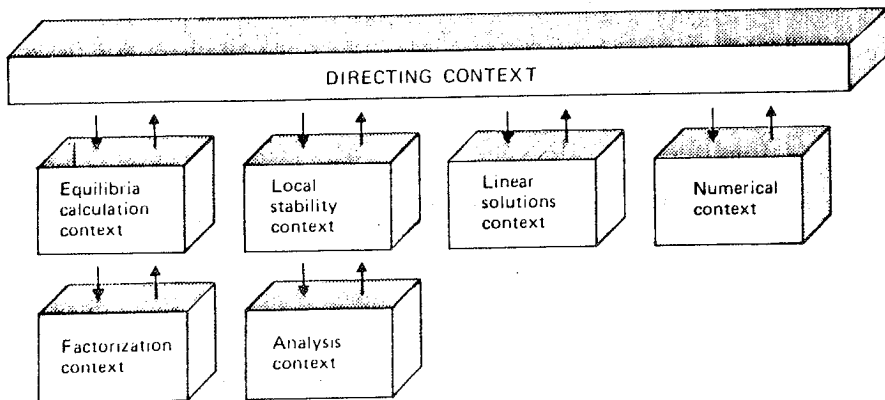 DIRECTING CONTEXT
Equilibria
calculation
context
Local
stability
context
Linear
solutions
context
Numerical
context
Factorization
context
Analysis
context